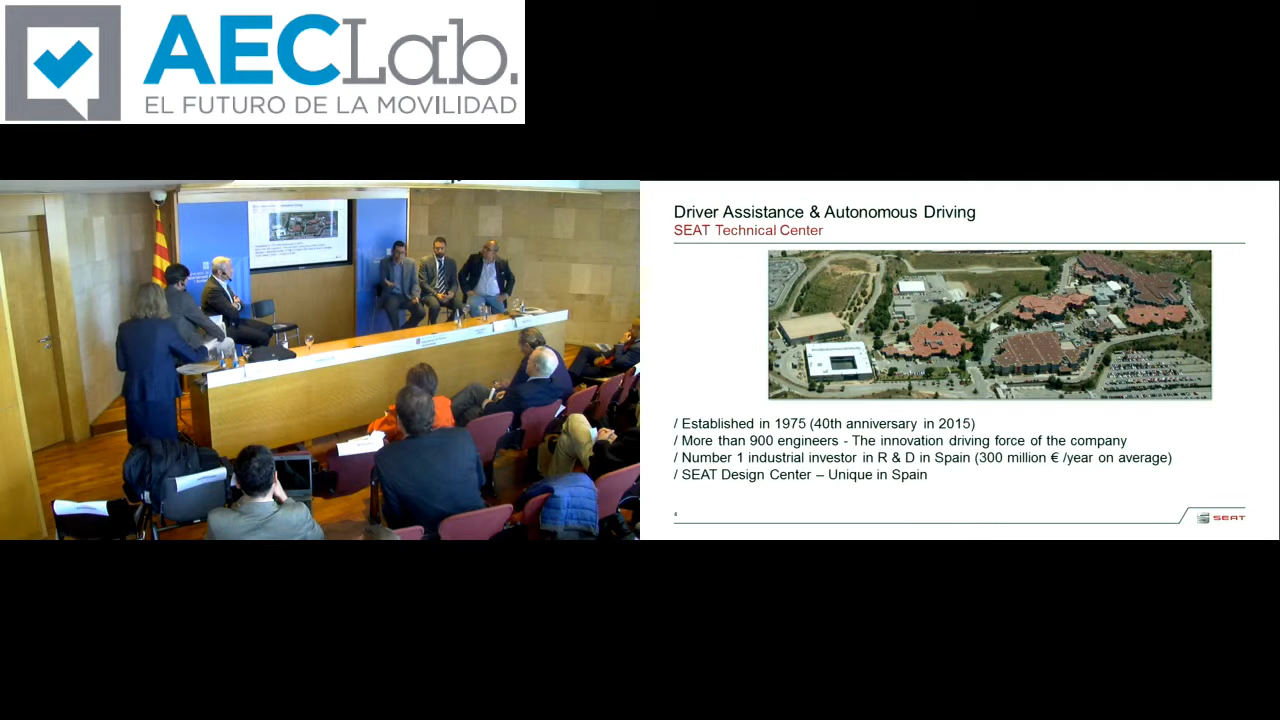 AECLab.
EL FUTURO DE LA MOVILIDAD
Driver Assistance & Autonomous Driving
SEAT Technical Center
/ Established in 1975 (40th anniversary in 2015)
/ More than 900 engineers - The innovation driving force of the company
/ Number 1 industrial investor in R & D in Spain (300 million € /year on average)
/ SEAT Design Center – Unique in Spain
4
SEAT